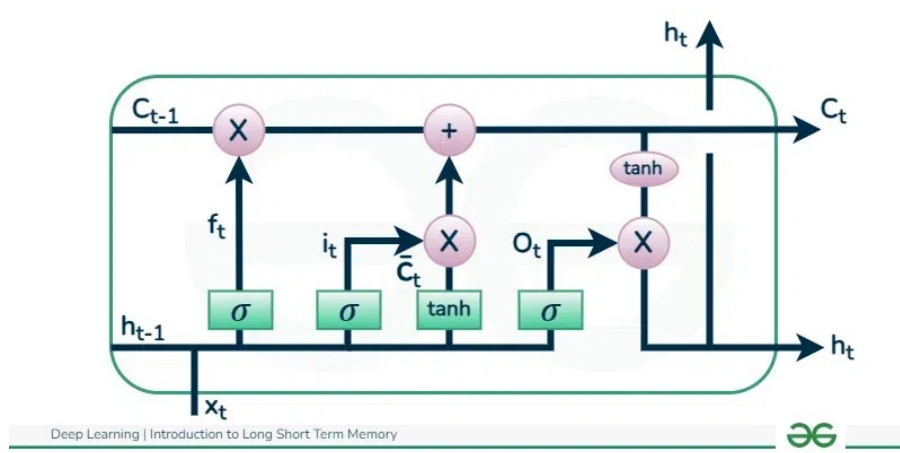 hₜ
Cₜ₋₁ X + Cₜ
tanh
fₜ iₜ X Oₜ X
C̄ₜ
σ σ tanh σ
hₜ₋₁ hₜ
xₜ
Deep Learning | Introduction to Long Short Term Memory